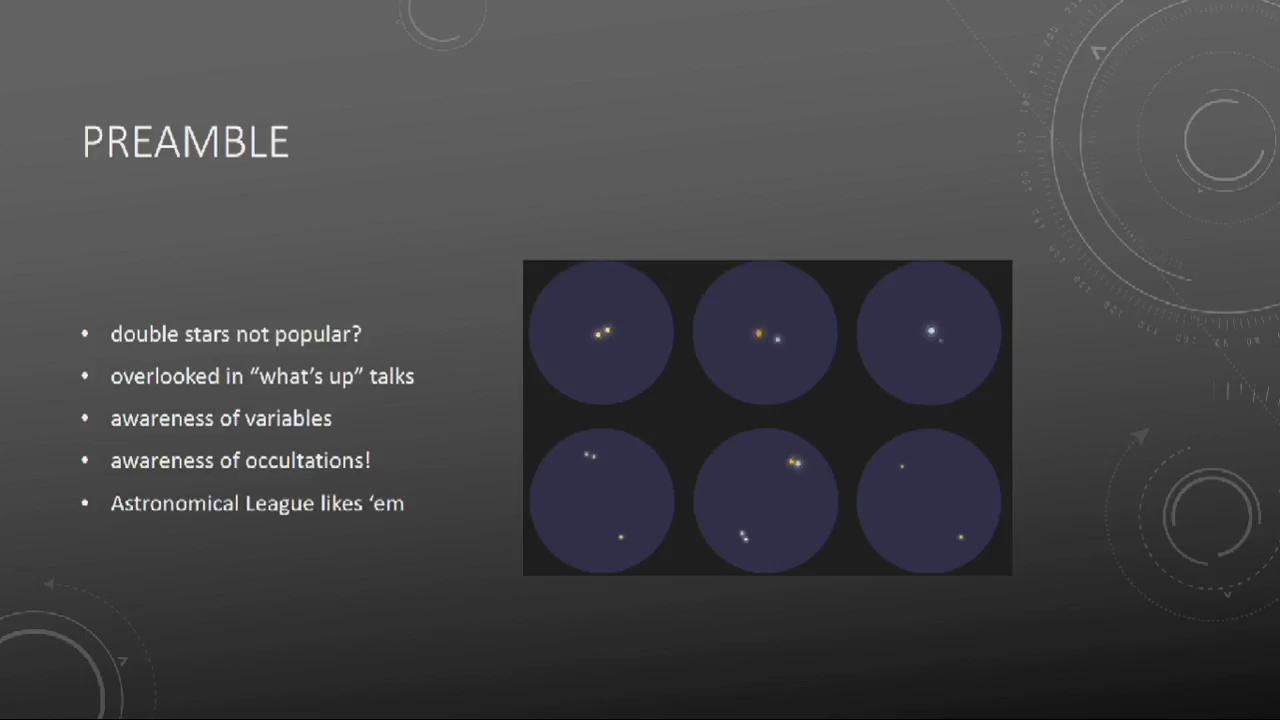 PREAMBLE
• double stars not popular?
• overlooked in “what’s up” talks
• awareness of variables
• awareness of occultations!
• Astronomical League likes ‘em